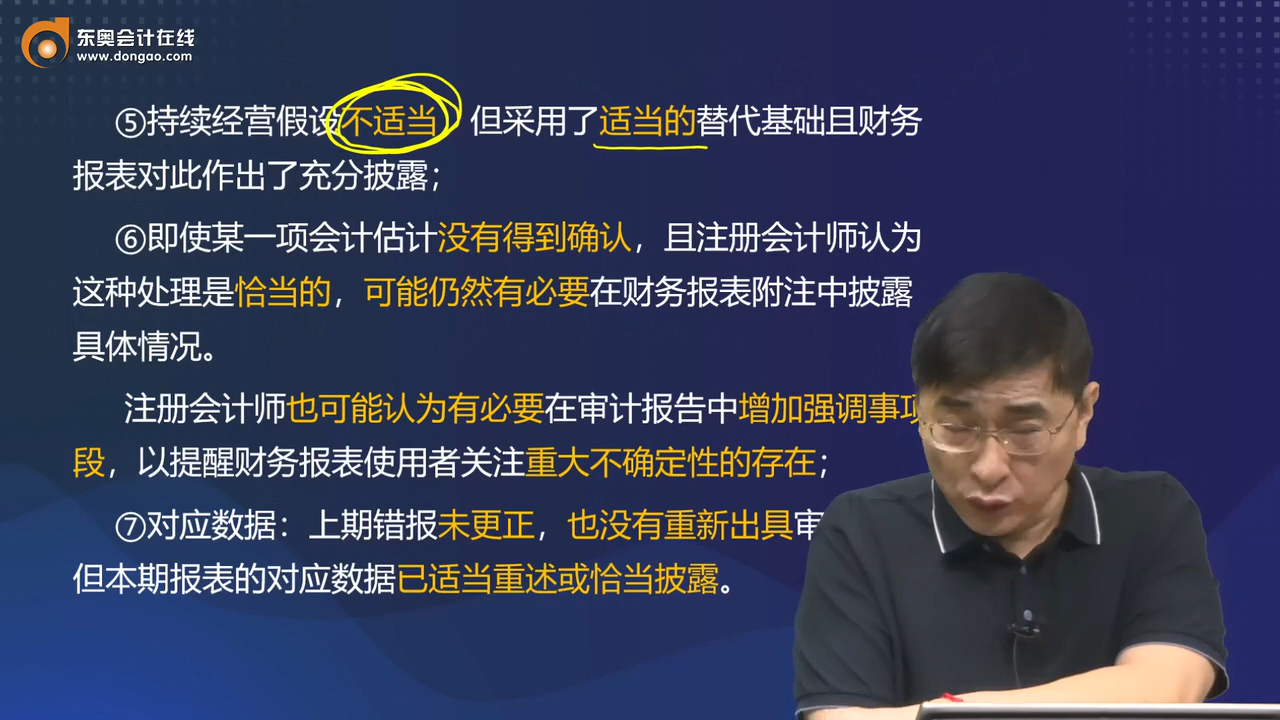 东奥会计在线
www.dongao.com
⑤持续经营假设不适当，但采用了适当的替代基础且财务
报表对此作出了充分披露；
⑥即使某一项会计估计没有得到确认，且注册会计师认为
这种处理是恰当的，可能仍然有必要在财务报表附注中披露
具体情况。
注册会计师也可能认为有必要在审计报告中增加强调事项
段，以提醒财务报表使用者关注重大不确定性的存在；
⑦对应数据：上期错报未更正，也没有重新出具审
但本期报表的对应数据已适当重述或恰当披露。